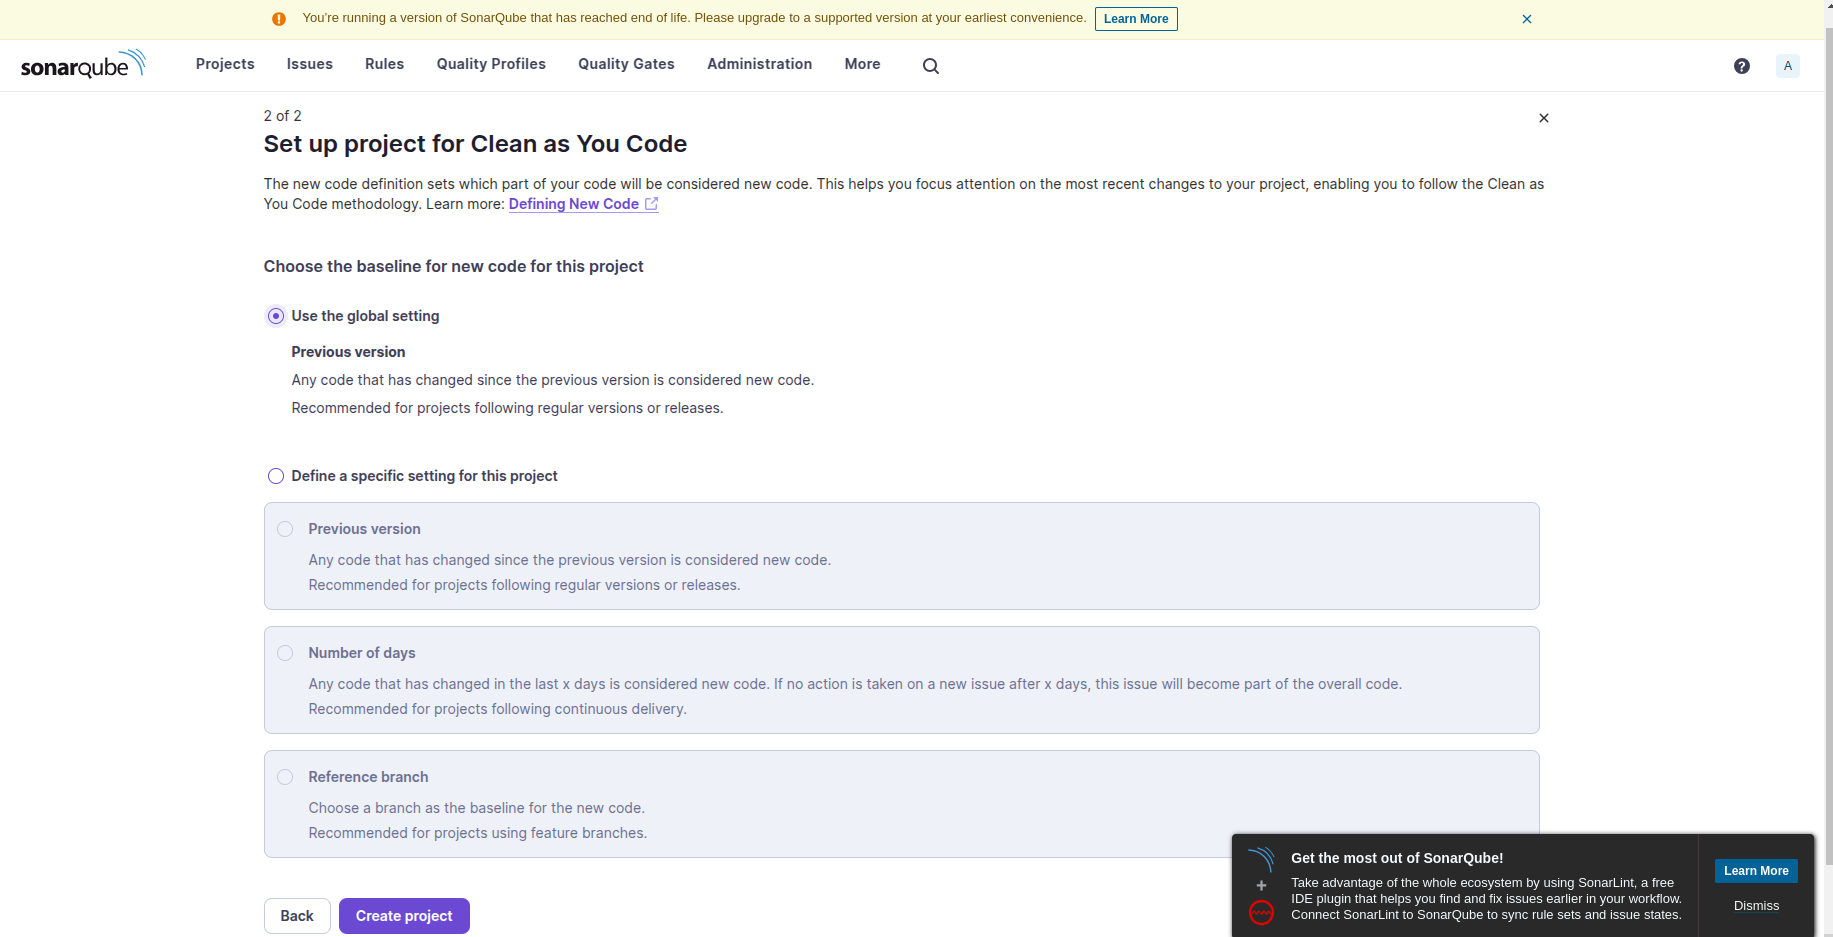 You're running a version of SonarQube that has reached end of life. Please upgrade to a supported version at your earliest convenience. Learn More
sonarqube Projects Issues Rules Quality Profiles Quality Gates Administration More A
2 of 2
Set up project for Clean as You Code
The new code definition sets which part of your code will be considered new code. This helps you focus attention on the most recent changes to your project, enabling you to follow the Clean as
You Code methodology. Learn more: Defining New Code
Choose the baseline for new code for this project
Use the global setting
Previous version
Any code that has changed since the previous version is considered new code.
Recommended for projects following regular versions or releases.
Define a specific setting for this project
Previous version
Any code that has changed since the previous version is considered new code.
Recommended for projects following regular versions or releases.
Number of days
Any code that has changed in the last x days is considered new code. If no action is taken on a new issue after x days, this issue will become part of the overall code.
Recommended for projects following continuous delivery.
Reference branch
Choose a branch as the baseline for the new code.
Recommended for projects using feature branches.
Back Create project
Get the most out of SonarQube!
Take advantage of the whole ecosystem by using SonarLint, a free
IDE plugin that helps you find and fix issues earlier in your workflow.
Connect SonarLint to SonarQube to sync rule sets and issue states.
Learn More
Dismiss